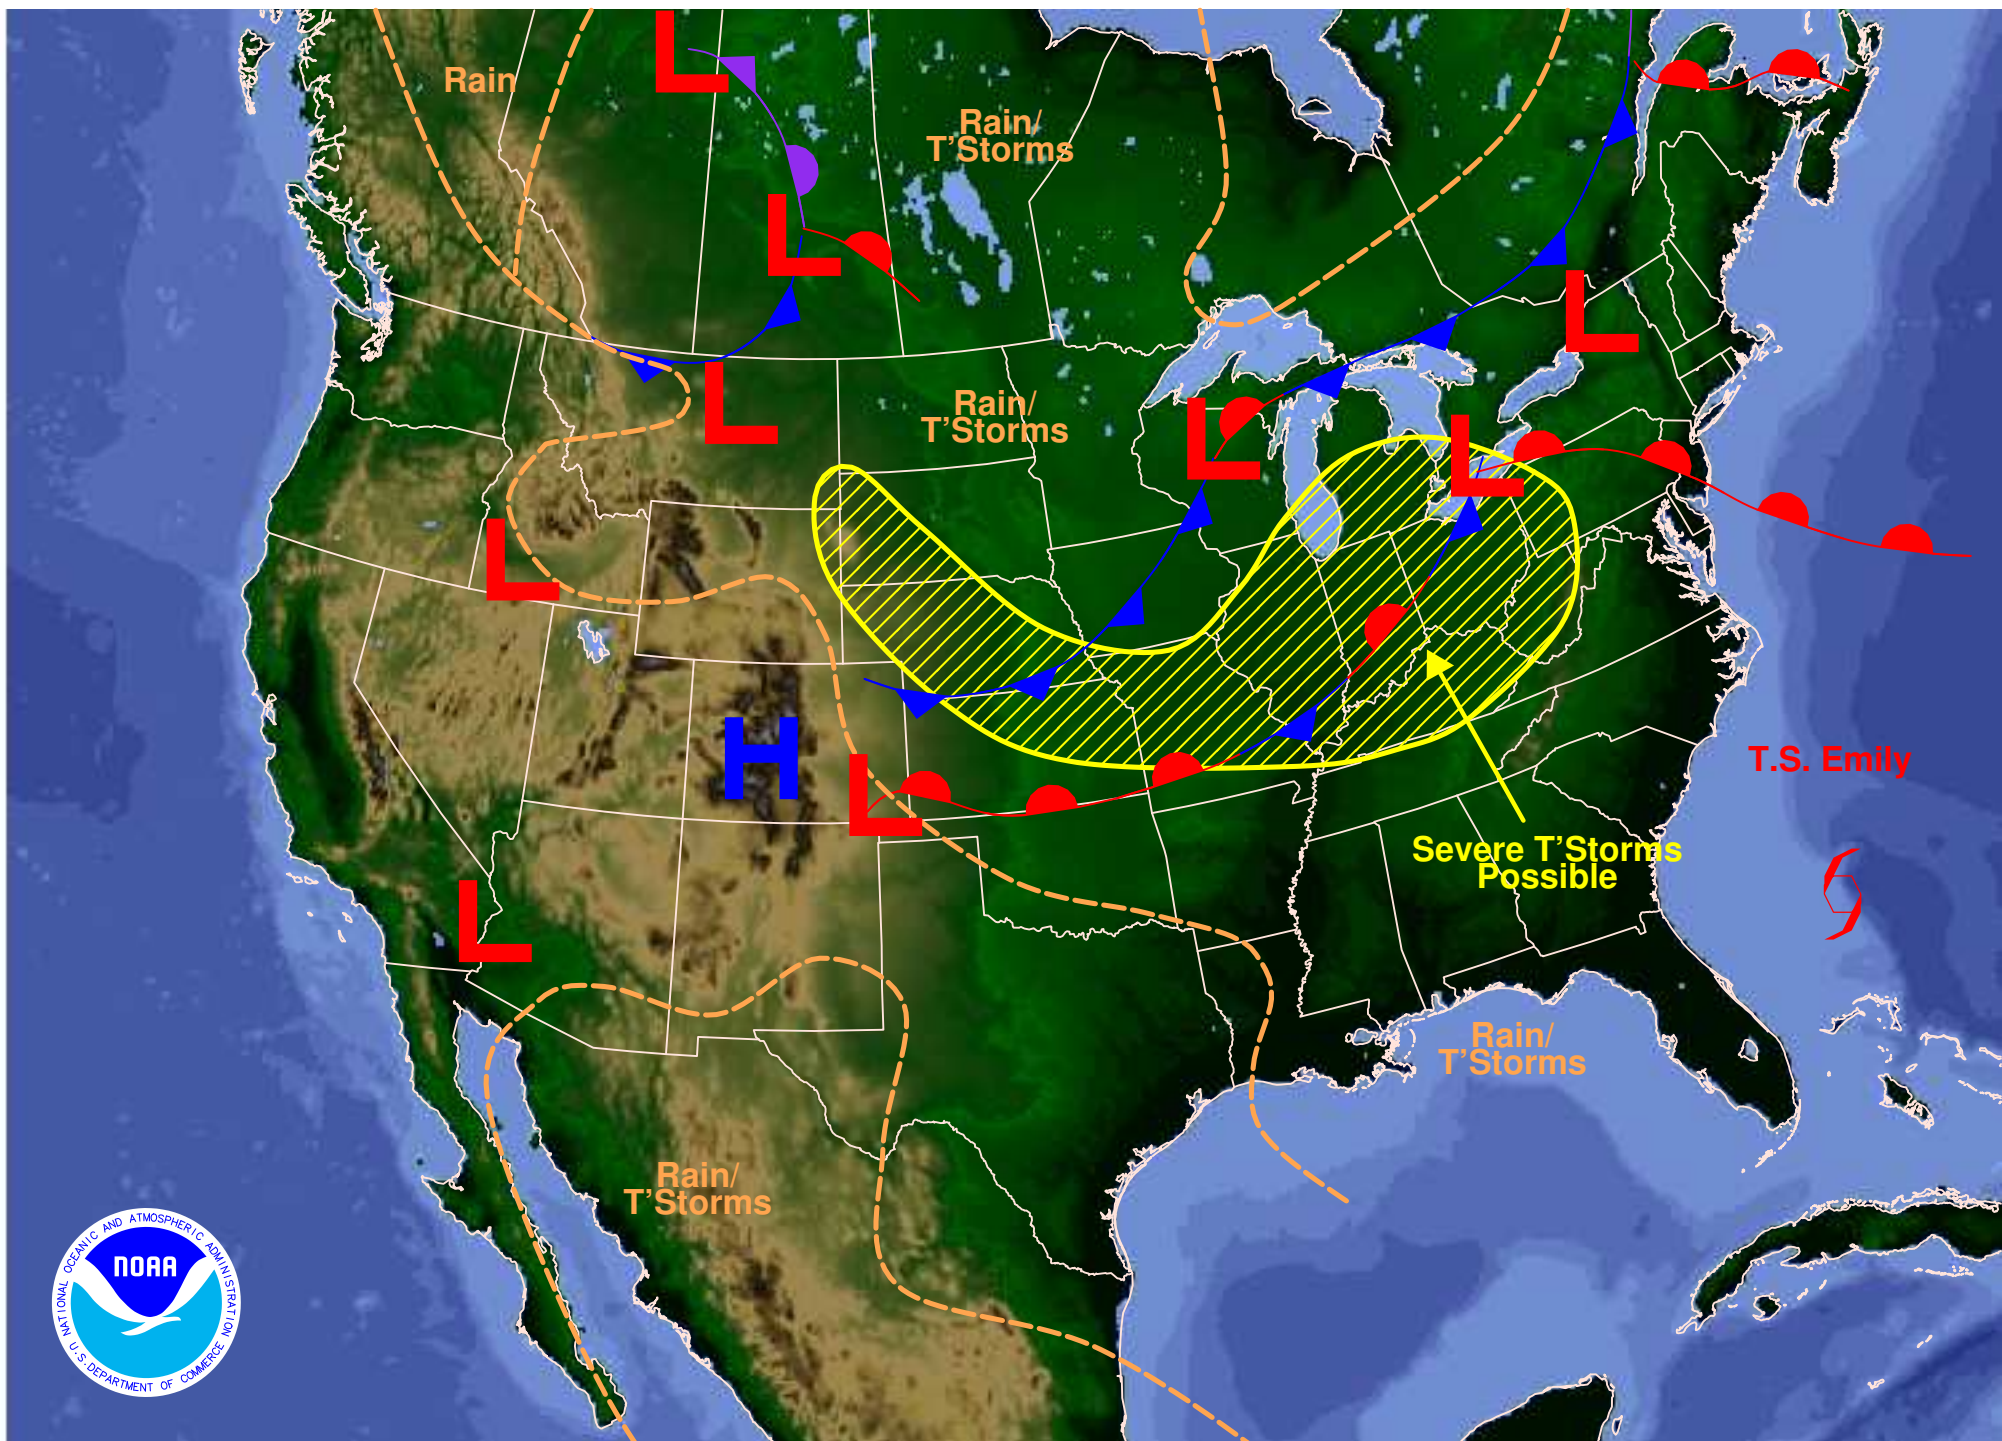 Rain
Rain/
T'Storms
Rain/
T'Storms
T.S. Emily
Severe T'Storms
Possible
Rain/
T'Storms
Rain/
T'Storms
L
L
L
L
L
L
L
H
L
L
NATIONAL OCEANIC AND ATMOSPHERIC ADMINISTRATION
NOAA
U.S. DEPARTMENT OF COMMERCE